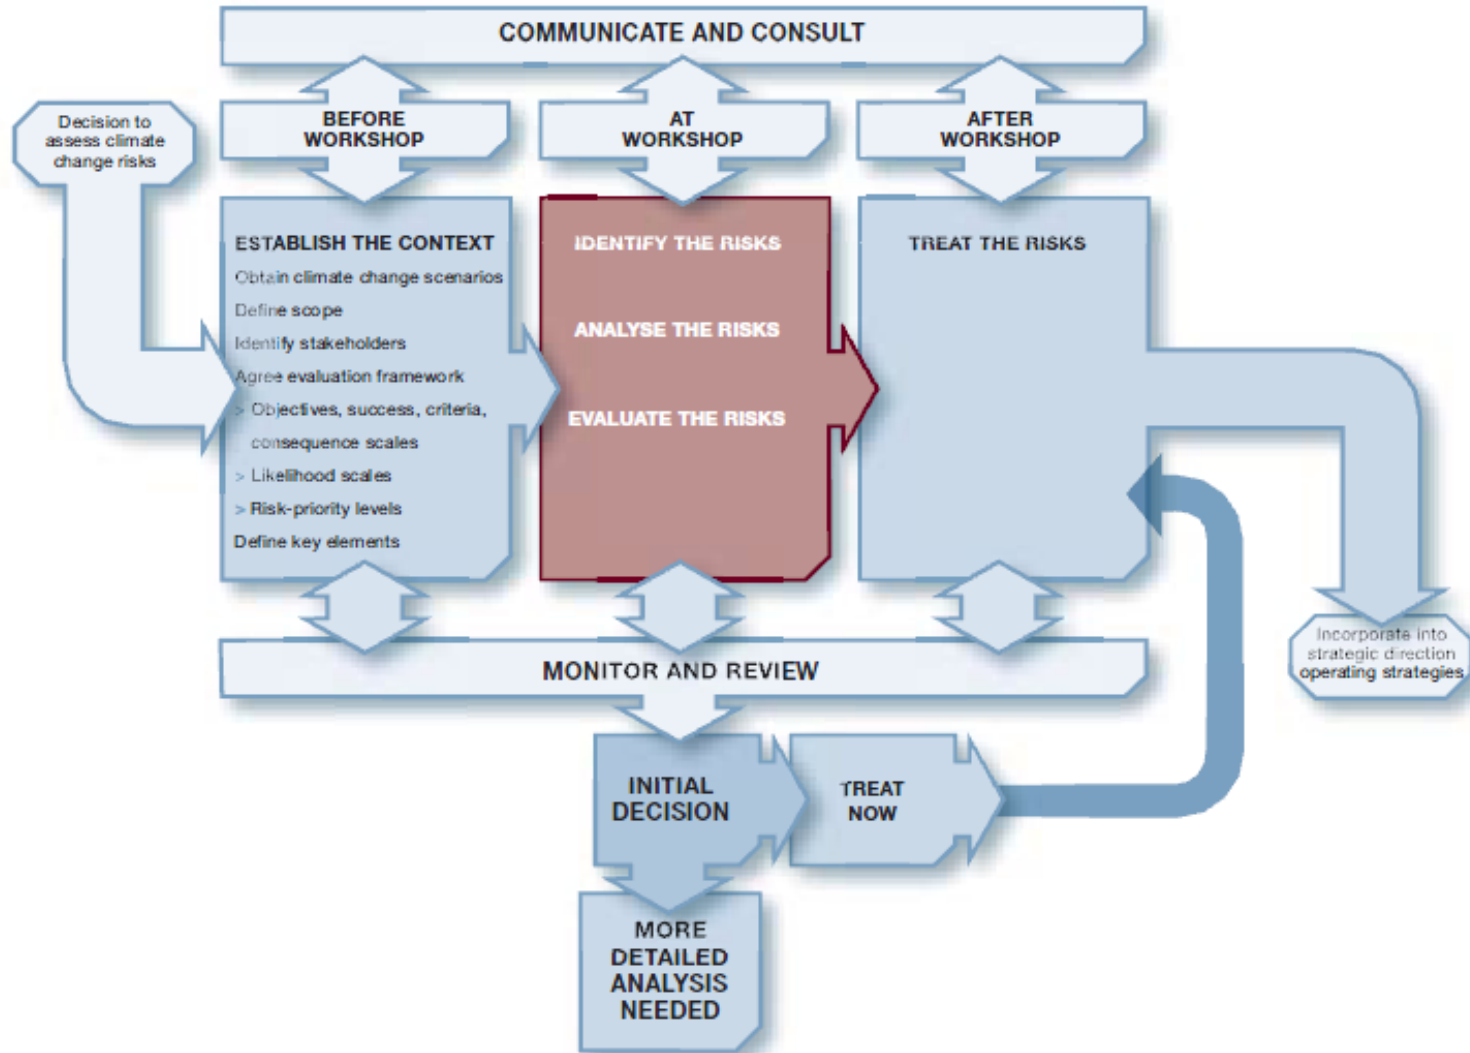 COMMUNICATE AND CONSULT
Decision to
assess climate
change risks
BEFORE
WORKSHOP
AT
WORKSHOP
AFTER
WORKSHOP
ESTABLISH THE CONTEXT
Obtain climate change scenarios
Define scope
Identify stakeholders
Agree evaluation framework
> Objectives, success, criteria,
consequence scales
> Likelihood scales
> Risk-priority levels
Define key elements
IDENTIFY THE RISKS
ANALYSE THE RISKS
EVALUATE THE RISKS
TREAT THE RISKS
Incorporate into
strategic direction
operating strategies
MONITOR AND REVIEW
INITIAL
DECISION
TREAT
NOW
MORE
DETAILED
ANALYSIS
NEEDED